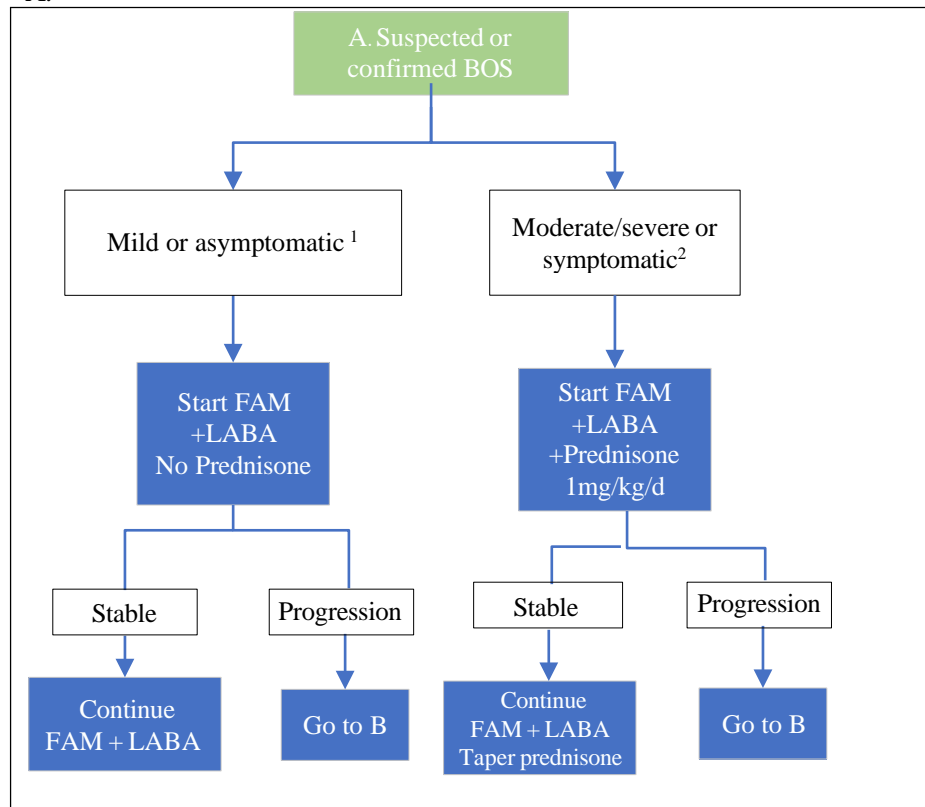 A. Suspected or
confirmed BOS
Mild or asymptomatic 1
Moderate/severe or
symptomatic2
Start FAM
+LABA
No Prednisone
Start FAM
+LABA
+Prednisone
1mg/kg/d
Stable
Progression
Stable
Progression
Continue
FAM + LABA
Go to B
Continue
FAM + LABA
Taper prednisone
Go to B